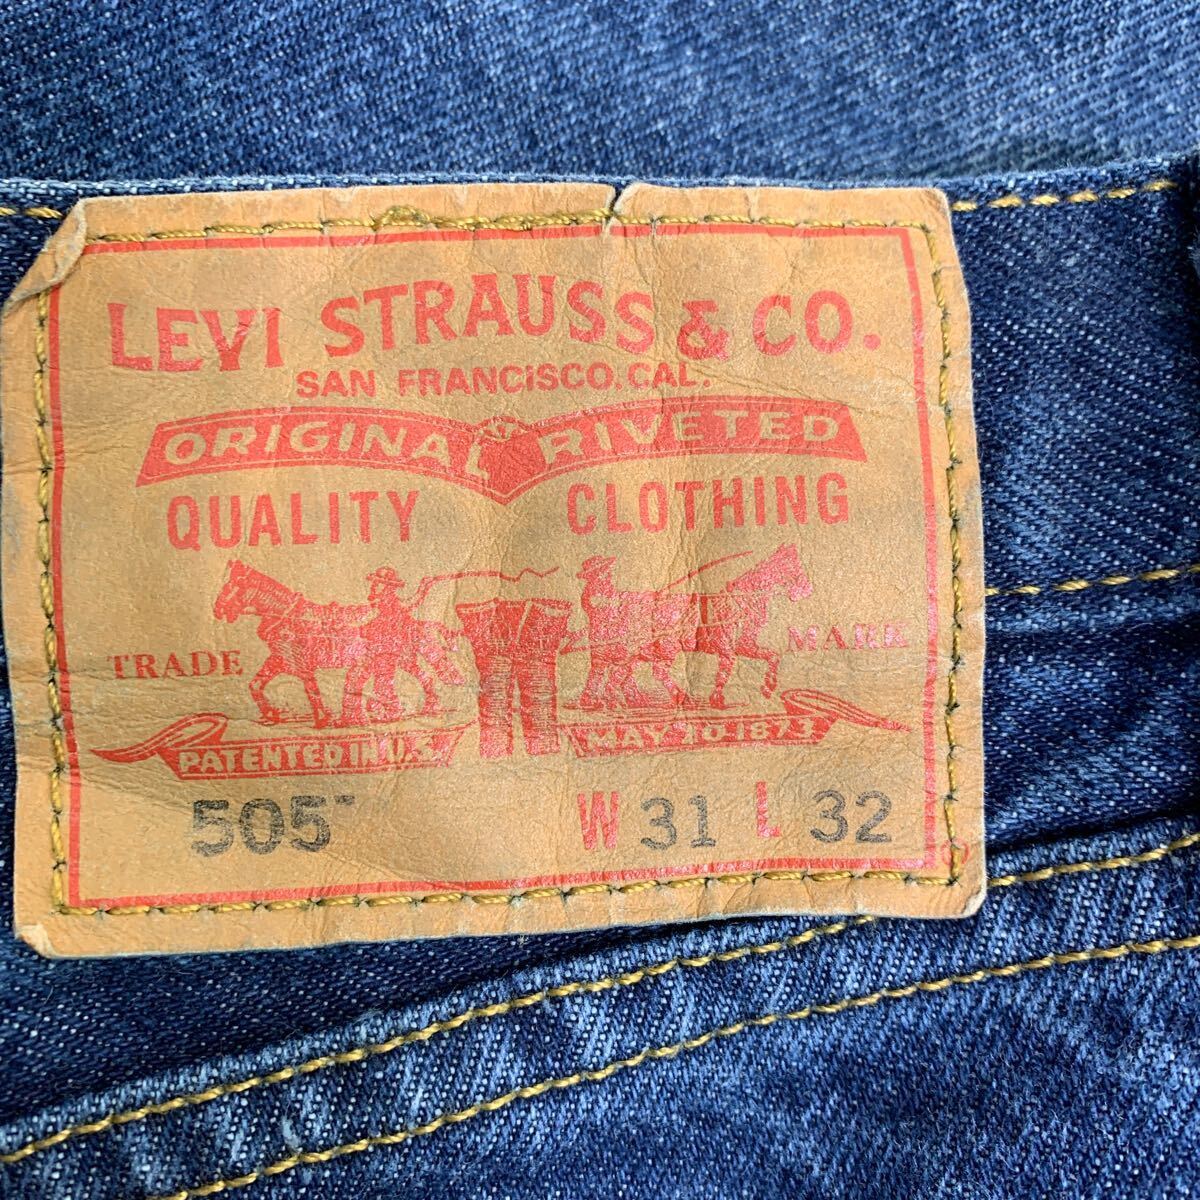 LEVI STRAUSS & CO.
SAN FRANCISCO, CAL.
ORIGINAL RIVETED
QUALITY CLOTHING
TRADE MARK
PATENTED IN U.S. MAY 20 1873
505 W 31 L 32